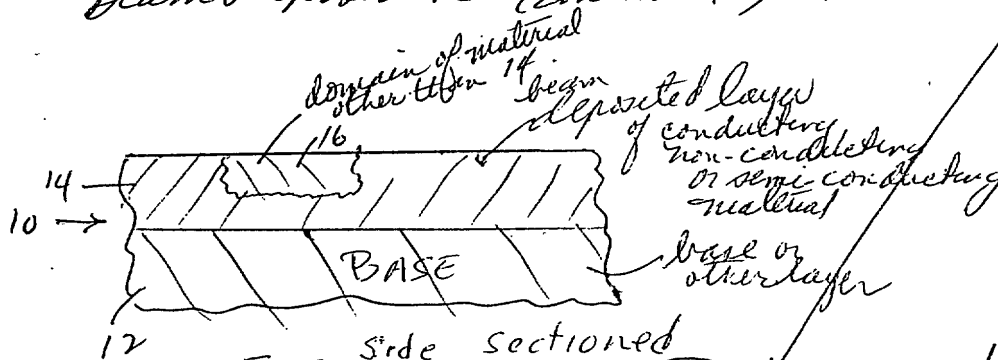 domain of material
other than 14
16
beam
deposited layer
of conducting
non-conducting
or semi-conducting
material
14
10
BASE
base or
other layer
12
side sectioned